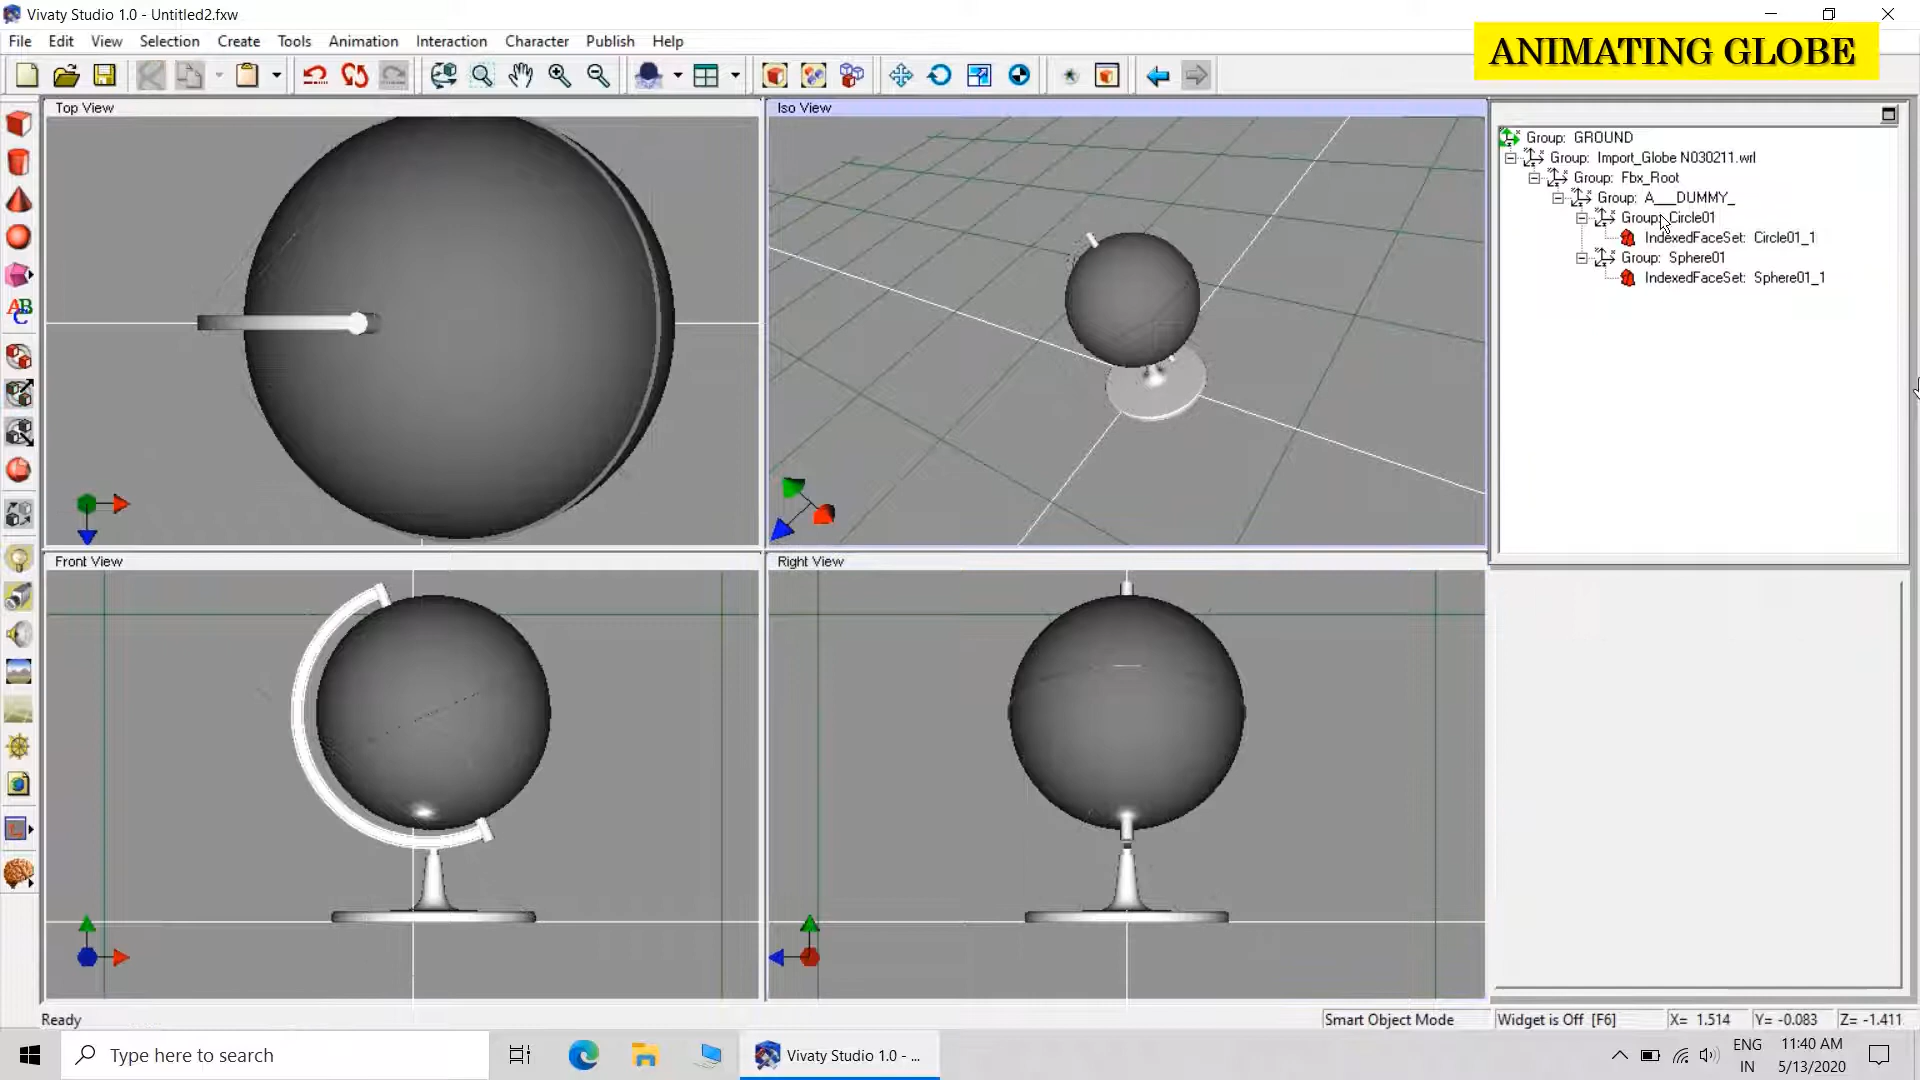 Vivaty Studio 1.0 - Untitled2.fxw
File Edit View Selection Create Tools Animation Interaction Character Publish Help
ANIMATING GLOBE
Top View
Iso View
Group: GROUND
Group: Import_Globe N030211.wrl
Group: Fbx_Root
Group: A___DUMMY_
Group: Circle01
IndexedFaceSet: Circle01_1
Group: Sphere01
IndexedFaceSet: Sphere01_1
AB
C
Front View
Right View
Ready
Smart Object Mode
Widget is Off [F6]
X= 1.514
Y= -0.083
Z= -1.411
Type here to search
Vivaty Studio 1.0 - ...
ENG
IN
11:40 AM
5/13/2020